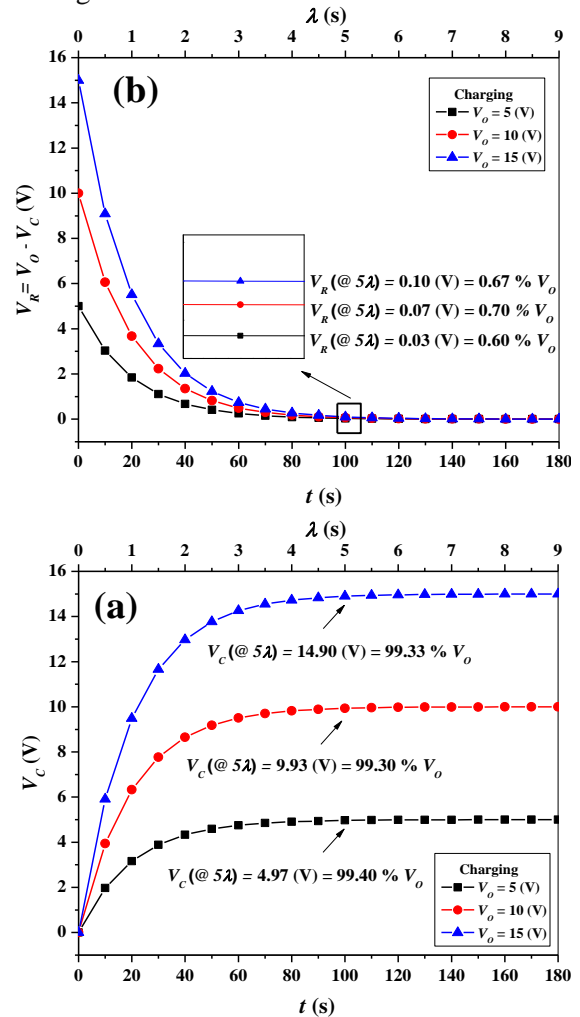 λ (s)
0 1 2 3 4 5 6 7 8 9
16
14
12
10
8
6
4
2
0
V_R = V_O - V_C (V)
(b)
Charging
V_O = 5 (V)
V_O = 10 (V)
V_O = 15 (V)
V_R (@ 5λ) = 0.10 (V) = 0.67 % V_O
V_R (@ 5λ) = 0.07 (V) = 0.70 % V_O
V_R (@ 5λ) = 0.03 (V) = 0.60 % V_O
0 20 40 60 80 100 120 140 160 180
t (s)
λ (s)
0 1 2 3 4 5 6 7 8 9
16
14
12
10
8
6
4
2
0
V_C (V)
(a)
V_C (@ 5λ) = 14.90 (V) = 99.33 % V_O
V_C (@ 5λ) = 9.93 (V) = 99.30 % V_O
V_C (@ 5λ) = 4.97 (V) = 99.40 % V_O
Charging
V_O = 5 (V)
V_O = 10 (V)
V_O = 15 (V)
0 20 40 60 80 100 120 140 160 180
t (s)